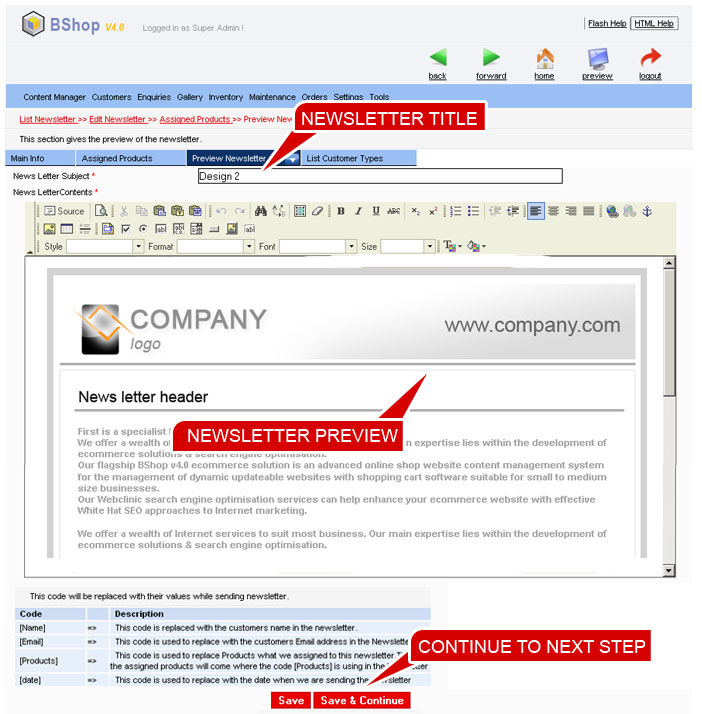 BShop V4.0 Logged in as Super Admin ! Flash Help HTML Help
back forward home preview logout
Content Manager Customers Enquiries Gallery Inventory Maintenance Orders Settings Tools
List Newsletter >> Edit Newsletter >> Assigned Products >> Preview New
NEWSLETTER TITLE
This section gives the preview of the newsletter.
Main Info Assigned Products Preview Newsletter List Customer Types
News Letter Subject * Design 2
News LetterContents *
Source B I U ABC x₂ x²
Style Format Font Size
COMPANY
logo
www.company.com
News letter header
First is a specialist
We offer a wealth of n expertise lies within the development of
NEWSLETTER PREVIEW
ecommerce solutions & search engine optimisation.
Our flagship BShop v4.0 ecommerce solution is an advanced online shop website content management system
for the management of dynamic updateable websites with shopping cart software suitable for small to medium
size businesses.
Our Webclinic search engine optimisation services can help enhance your ecommerce website with effective
White Hat SEO approaches to Internet marketing.
We offer a wealth of Internet services to suit most business. Our main expertise lies within the development of
ecommerce solutions & search engine optimisation.
This code will be replaced with their values while sending newsletter.
Code Description
[Name] => This code is replaced with the customers name in the newsletter.
[Email] => This code is used to replace with the customers Email address in the Newslette
[Products] => This code is used to replace Products what we assigned to this newsletter.
the assigned products will come where the code [Products] is using in the letter
CONTINUE TO NEXT STEP
[date] => This code is used to replace with the date when we are sending the newsletter
Save Save & Continue